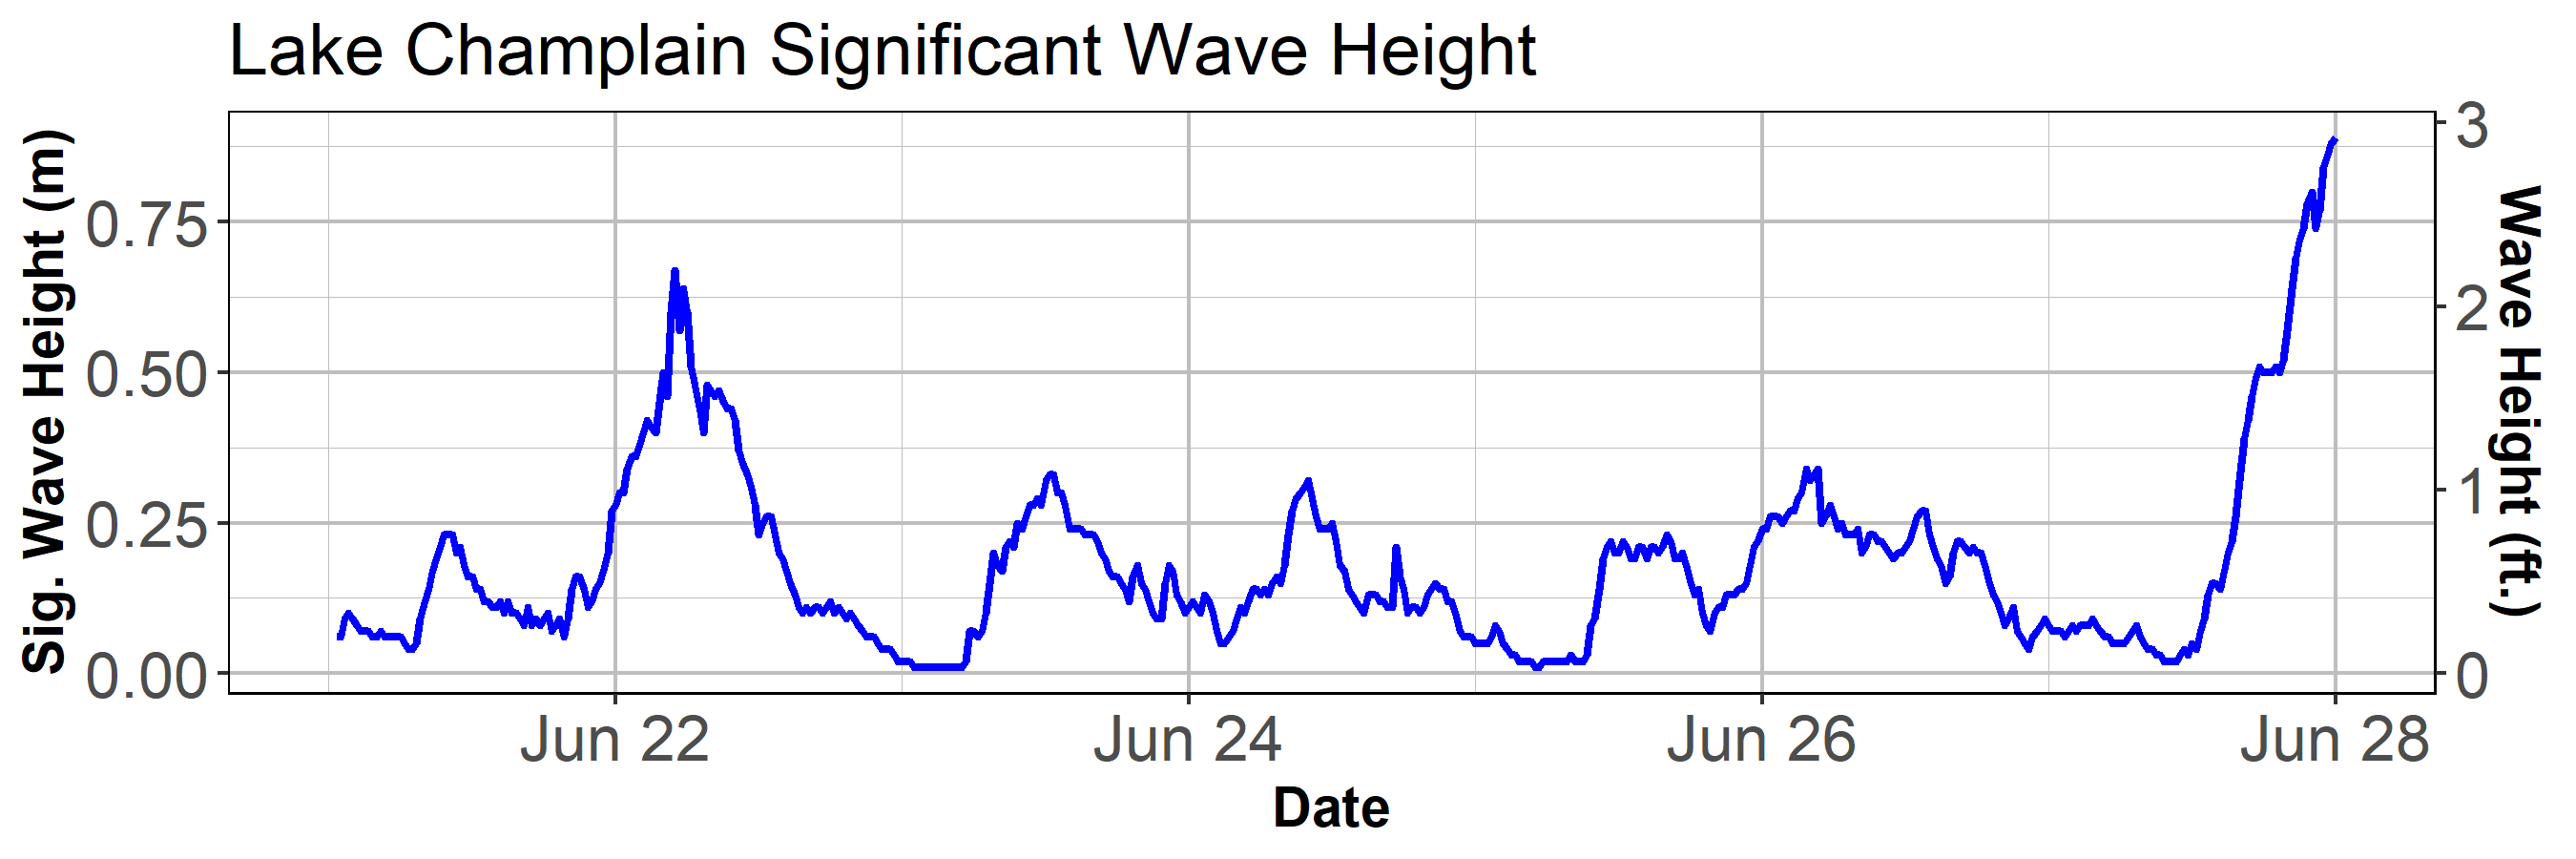 Lake Champlain Significant Wave Height
Sig. Wave Height (m)
0.75
0.50
0.25
0.00
3
2
1
0
Wave Height (ft.)
Jun 22
Jun 24
Jun 26
Jun 28
Date